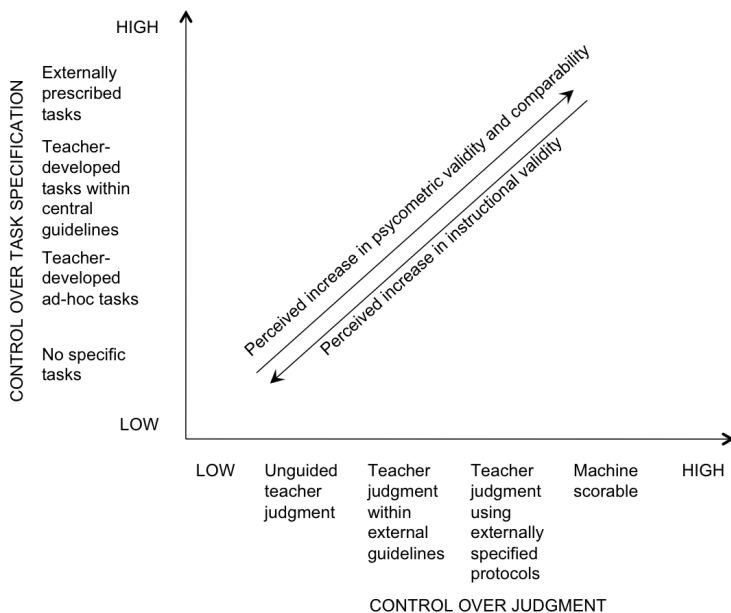 HIGH
CONTROL OVER TASK SPECIFICATION
Externally
prescribed
tasks
Teacher-
developed
tasks within
central
guidelines
Teacher-
developed
ad-hoc tasks
No specific
tasks
LOW
Perceived increase in psycometric validity and comparability
Perceived increase in instructional validity
LOW
Unguided
teacher
judgment
Teacher
judgment
within
external
guidelines
Teacher
judgment
using
externally
specified
protocols
Machine
scorable
HIGH
CONTROL OVER JUDGMENT